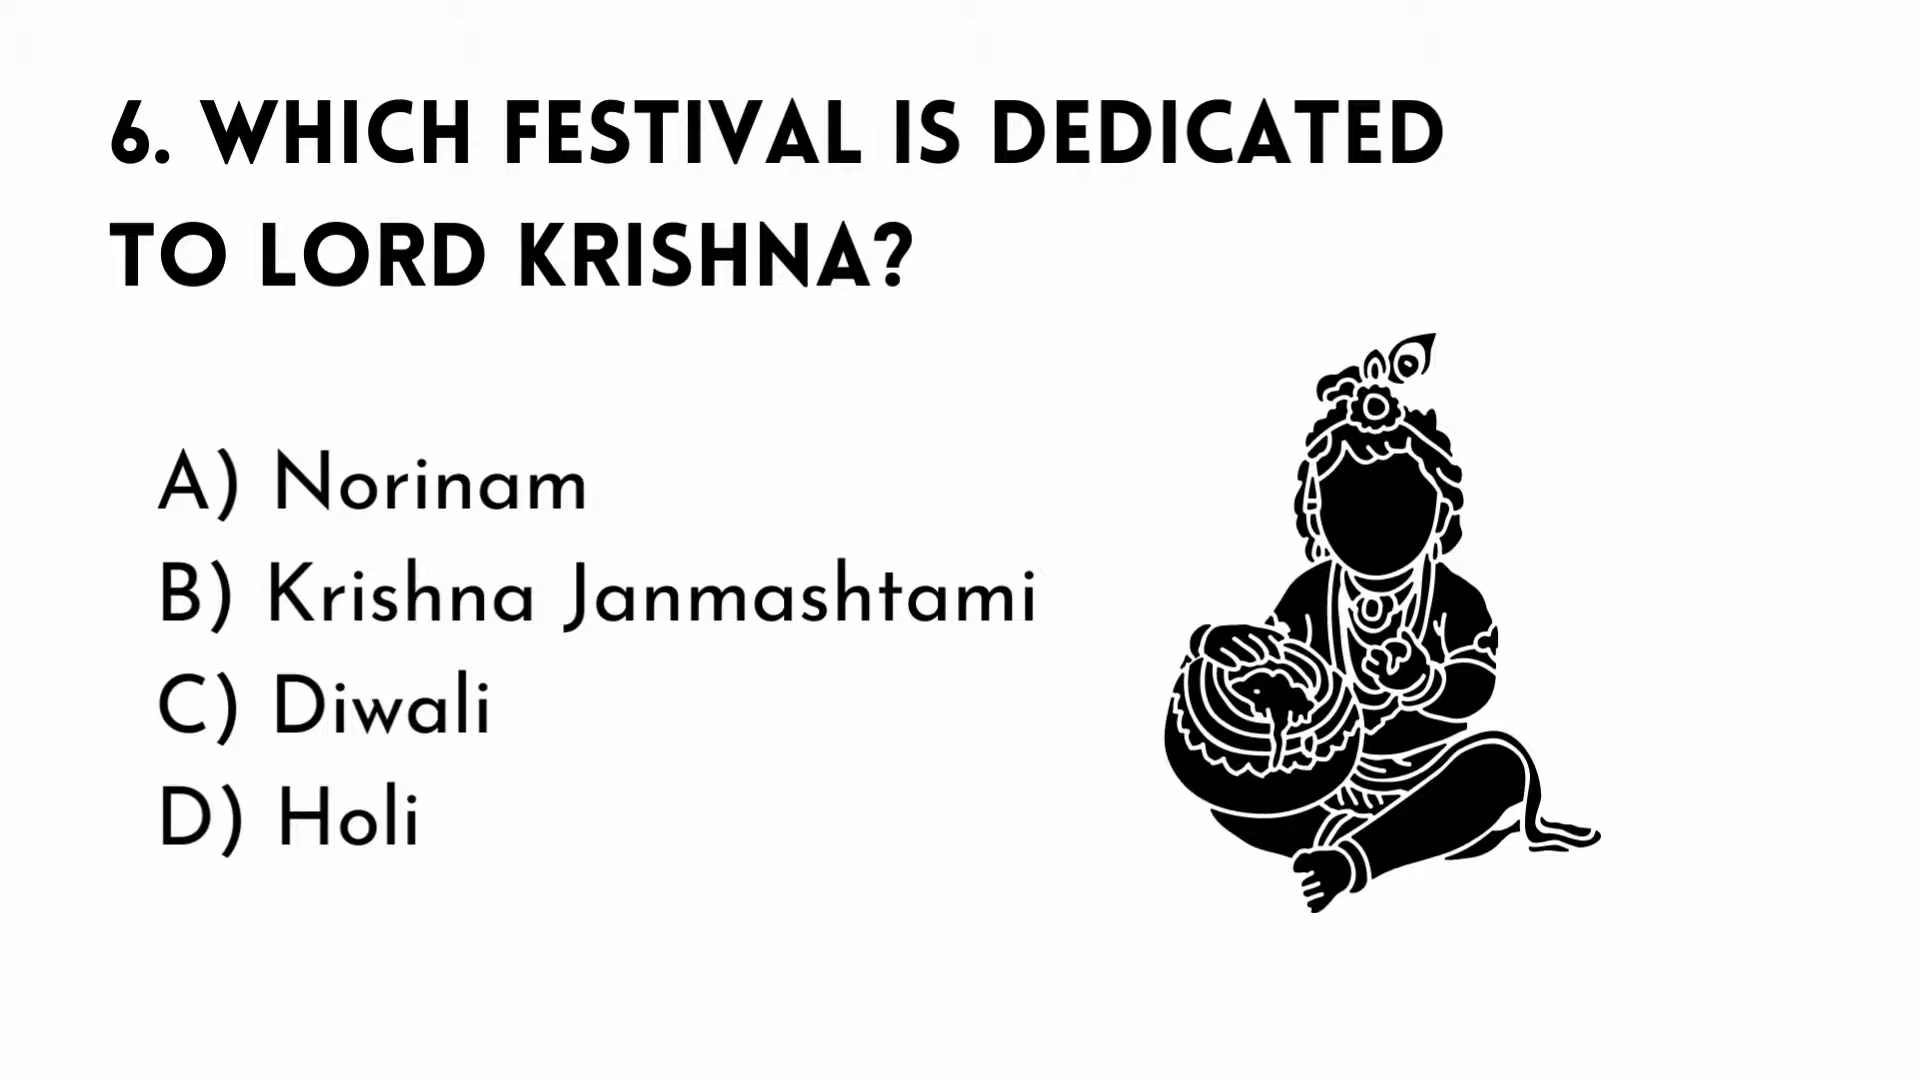 6. WHICH FESTIVAL IS DEDICATED
TO LORD KRISHNA?
A) Norinam
B) Krishna Janmashtami
C) Diwali
D) Holi